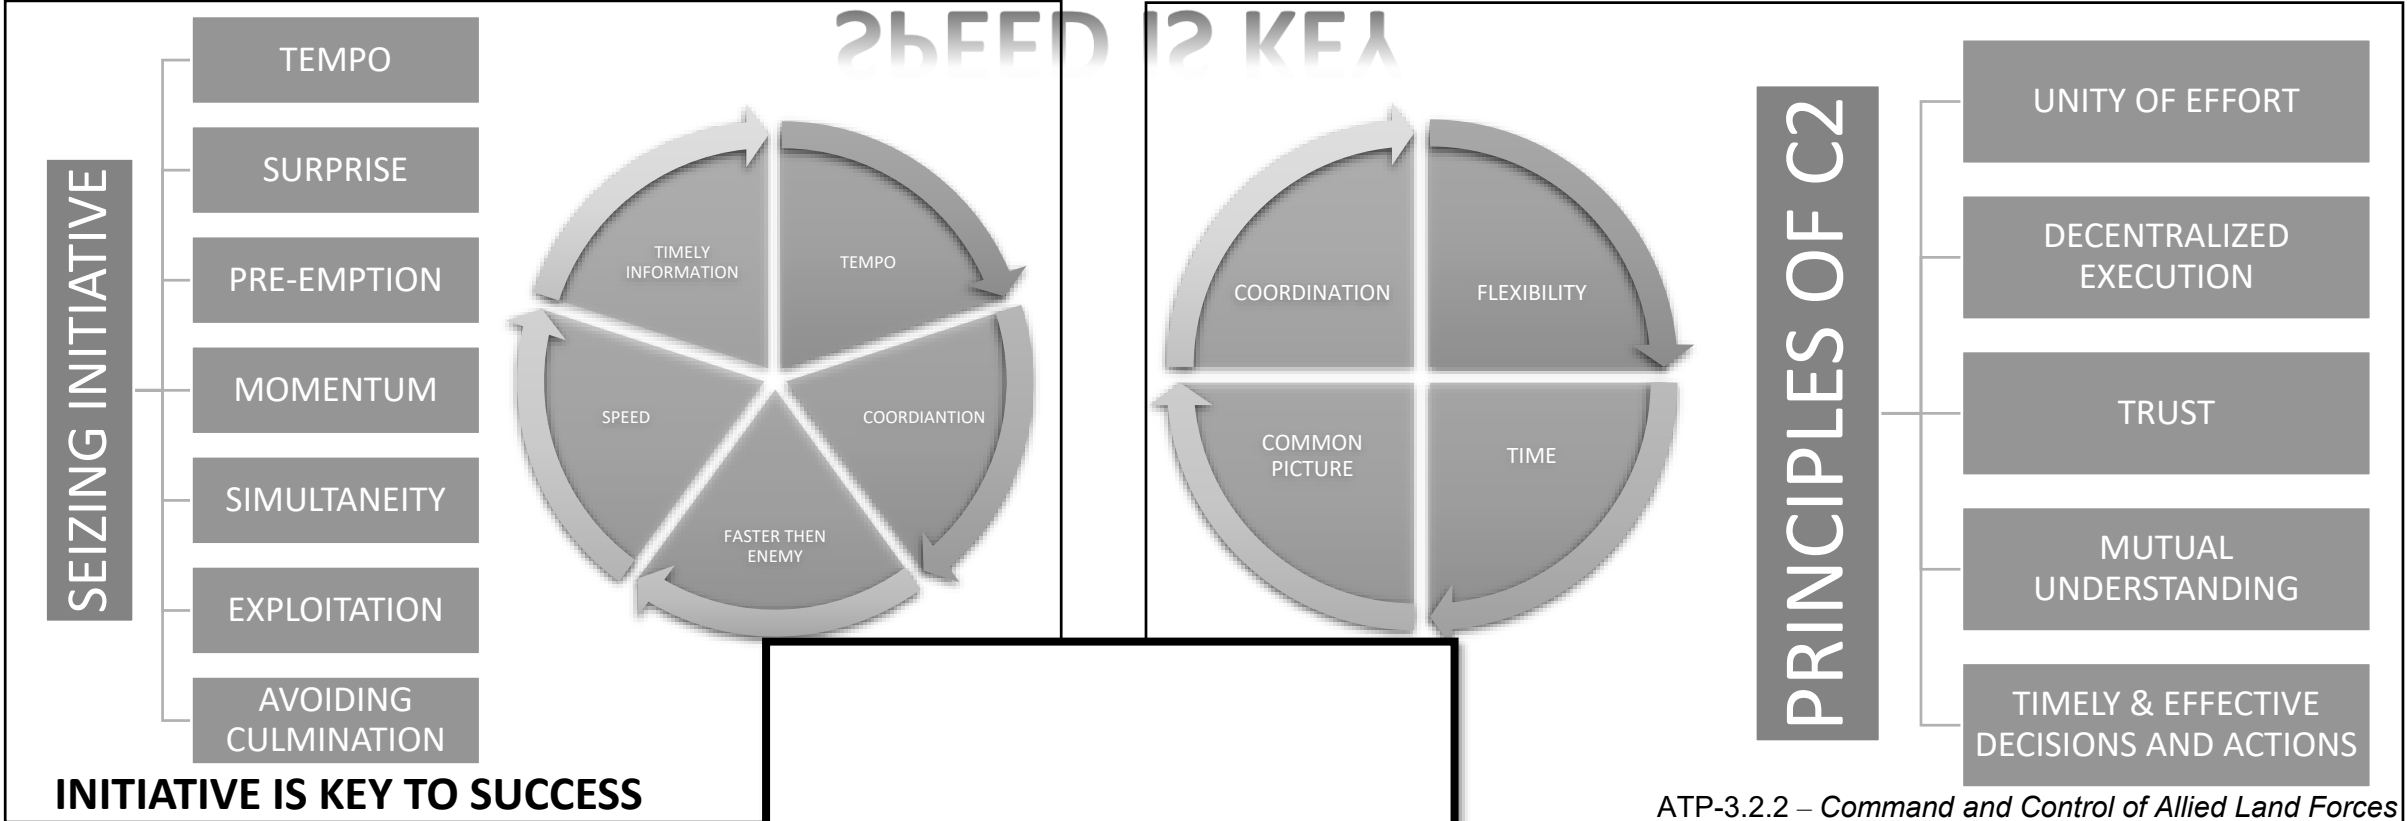 SPEED IS KEY
SEIZING INITIATIVE
TEMPO
SURPRISE
PRE-EMPTION
MOMENTUM
SIMULTANEITY
EXPLOITATION
AVOIDING
CULMINATION
INITIATIVE IS KEY TO SUCCESS
TIMELY
INFORMATION
TEMPO
COORDIANTION
FASTER THEN
ENEMY
SPEED
COORDINATION
FLEXIBILITY
TIME
COMMON
PICTURE
PRINCIPLES OF C2
UNITY OF EFFORT
DECENTRALIZED
EXECUTION
TRUST
MUTUAL
UNDERSTANDING
TIMELY & EFFECTIVE
DECISIONS AND ACTIONS
ATP-3.2.2 – Command and Control of Allied Land Forces